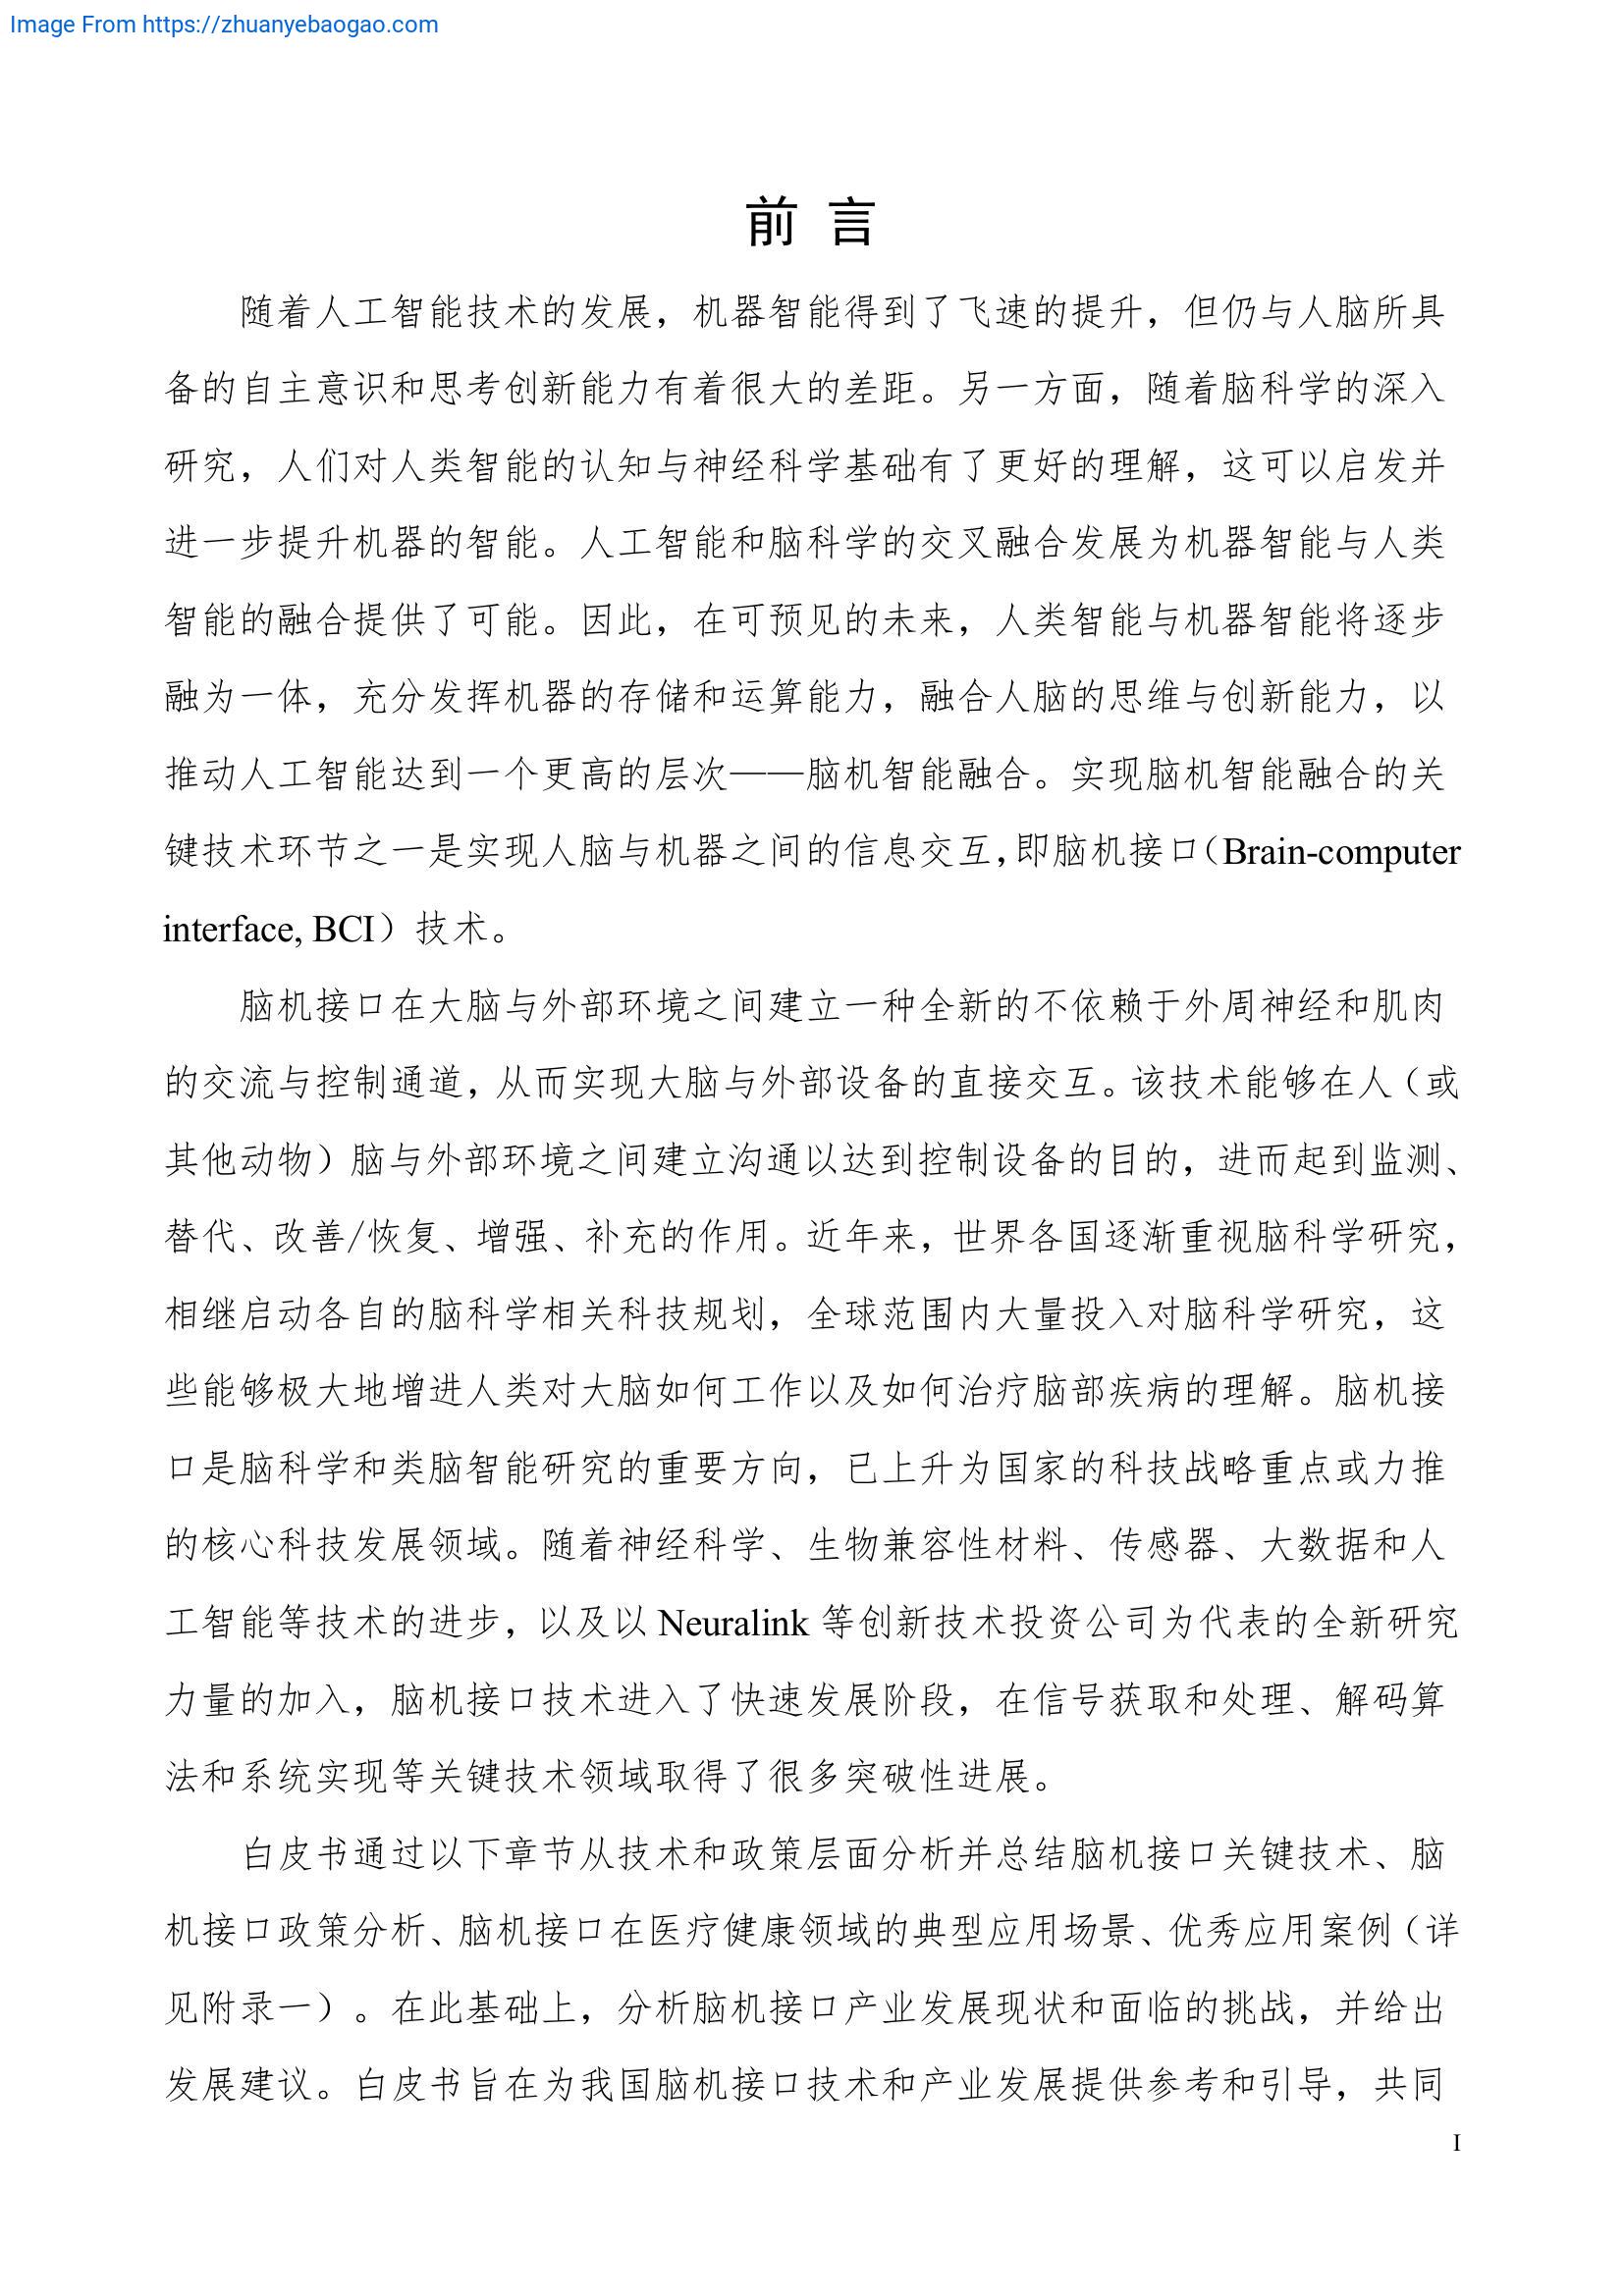 Image From https://zhuanyebaogao.com
前 言
随着人工智能技术的发展，机器智能得到了飞速的提升，但仍与人脑所具
备的自主意识和思考创新能力有着很大的差距。另一方面，随着脑科学的深入
研究，人们对人类智能的认知与神经科学基础有了更好的理解，这可以启发并
进一步提升机器的智能。人工智能和脑科学的交叉融合发展为机器智能与人类
智能的融合提供了可能。因此，在可预见的未来，人类智能与机器智能将逐步
融为一体，充分发挥机器的存储和运算能力，融合人脑的思维与创新能力，以
推动人工智能达到一个更高的层次——脑机智能融合。实现脑机智能融合的关
键技术环节之一是实现人脑与机器之间的信息交互，即脑机接口（Brain-computer
interface, BCI）技术。
脑机接口在大脑与外部环境之间建立一种全新的不依赖于外周神经和肌肉
的交流与控制通道，从而实现大脑与外部设备的直接交互。该技术能够在人（或
其他动物）脑与外部环境之间建立沟通以达到控制设备的目的，进而起到监测、
替代、改善/恢复、增强、补充的作用。近年来，世界各国逐渐重视脑科学研究，
相继启动各自的脑科学相关科技规划，全球范围内大量投入对脑科学研究，这
些能够极大地增进人类对大脑如何工作以及如何治疗脑部疾病的理解。脑机接
口是脑科学和类脑智能研究的重要方向，已上升为国家的科技战略重点或力推
的核心科技发展领域。随着神经科学、生物兼容性材料、传感器、大数据和人
工智能等技术的进步，以及以 Neuralink 等创新技术投资公司为代表的全新研究
力量的加入，脑机接口技术进入了快速发展阶段，在信号获取和处理、解码算
法和系统实现等关键技术领域取得了很多突破性进展。
白皮书通过以下章节从技术和政策层面分析并总结脑机接口关键技术、脑
机接口政策分析、脑机接口在医疗健康领域的典型应用场景、优秀应用案例（详
见附录一）。在此基础上，分析脑机接口产业发展现状和面临的挑战，并给出
发展建议。白皮书旨在为我国脑机接口技术和产业发展提供参考和引导，共同
I